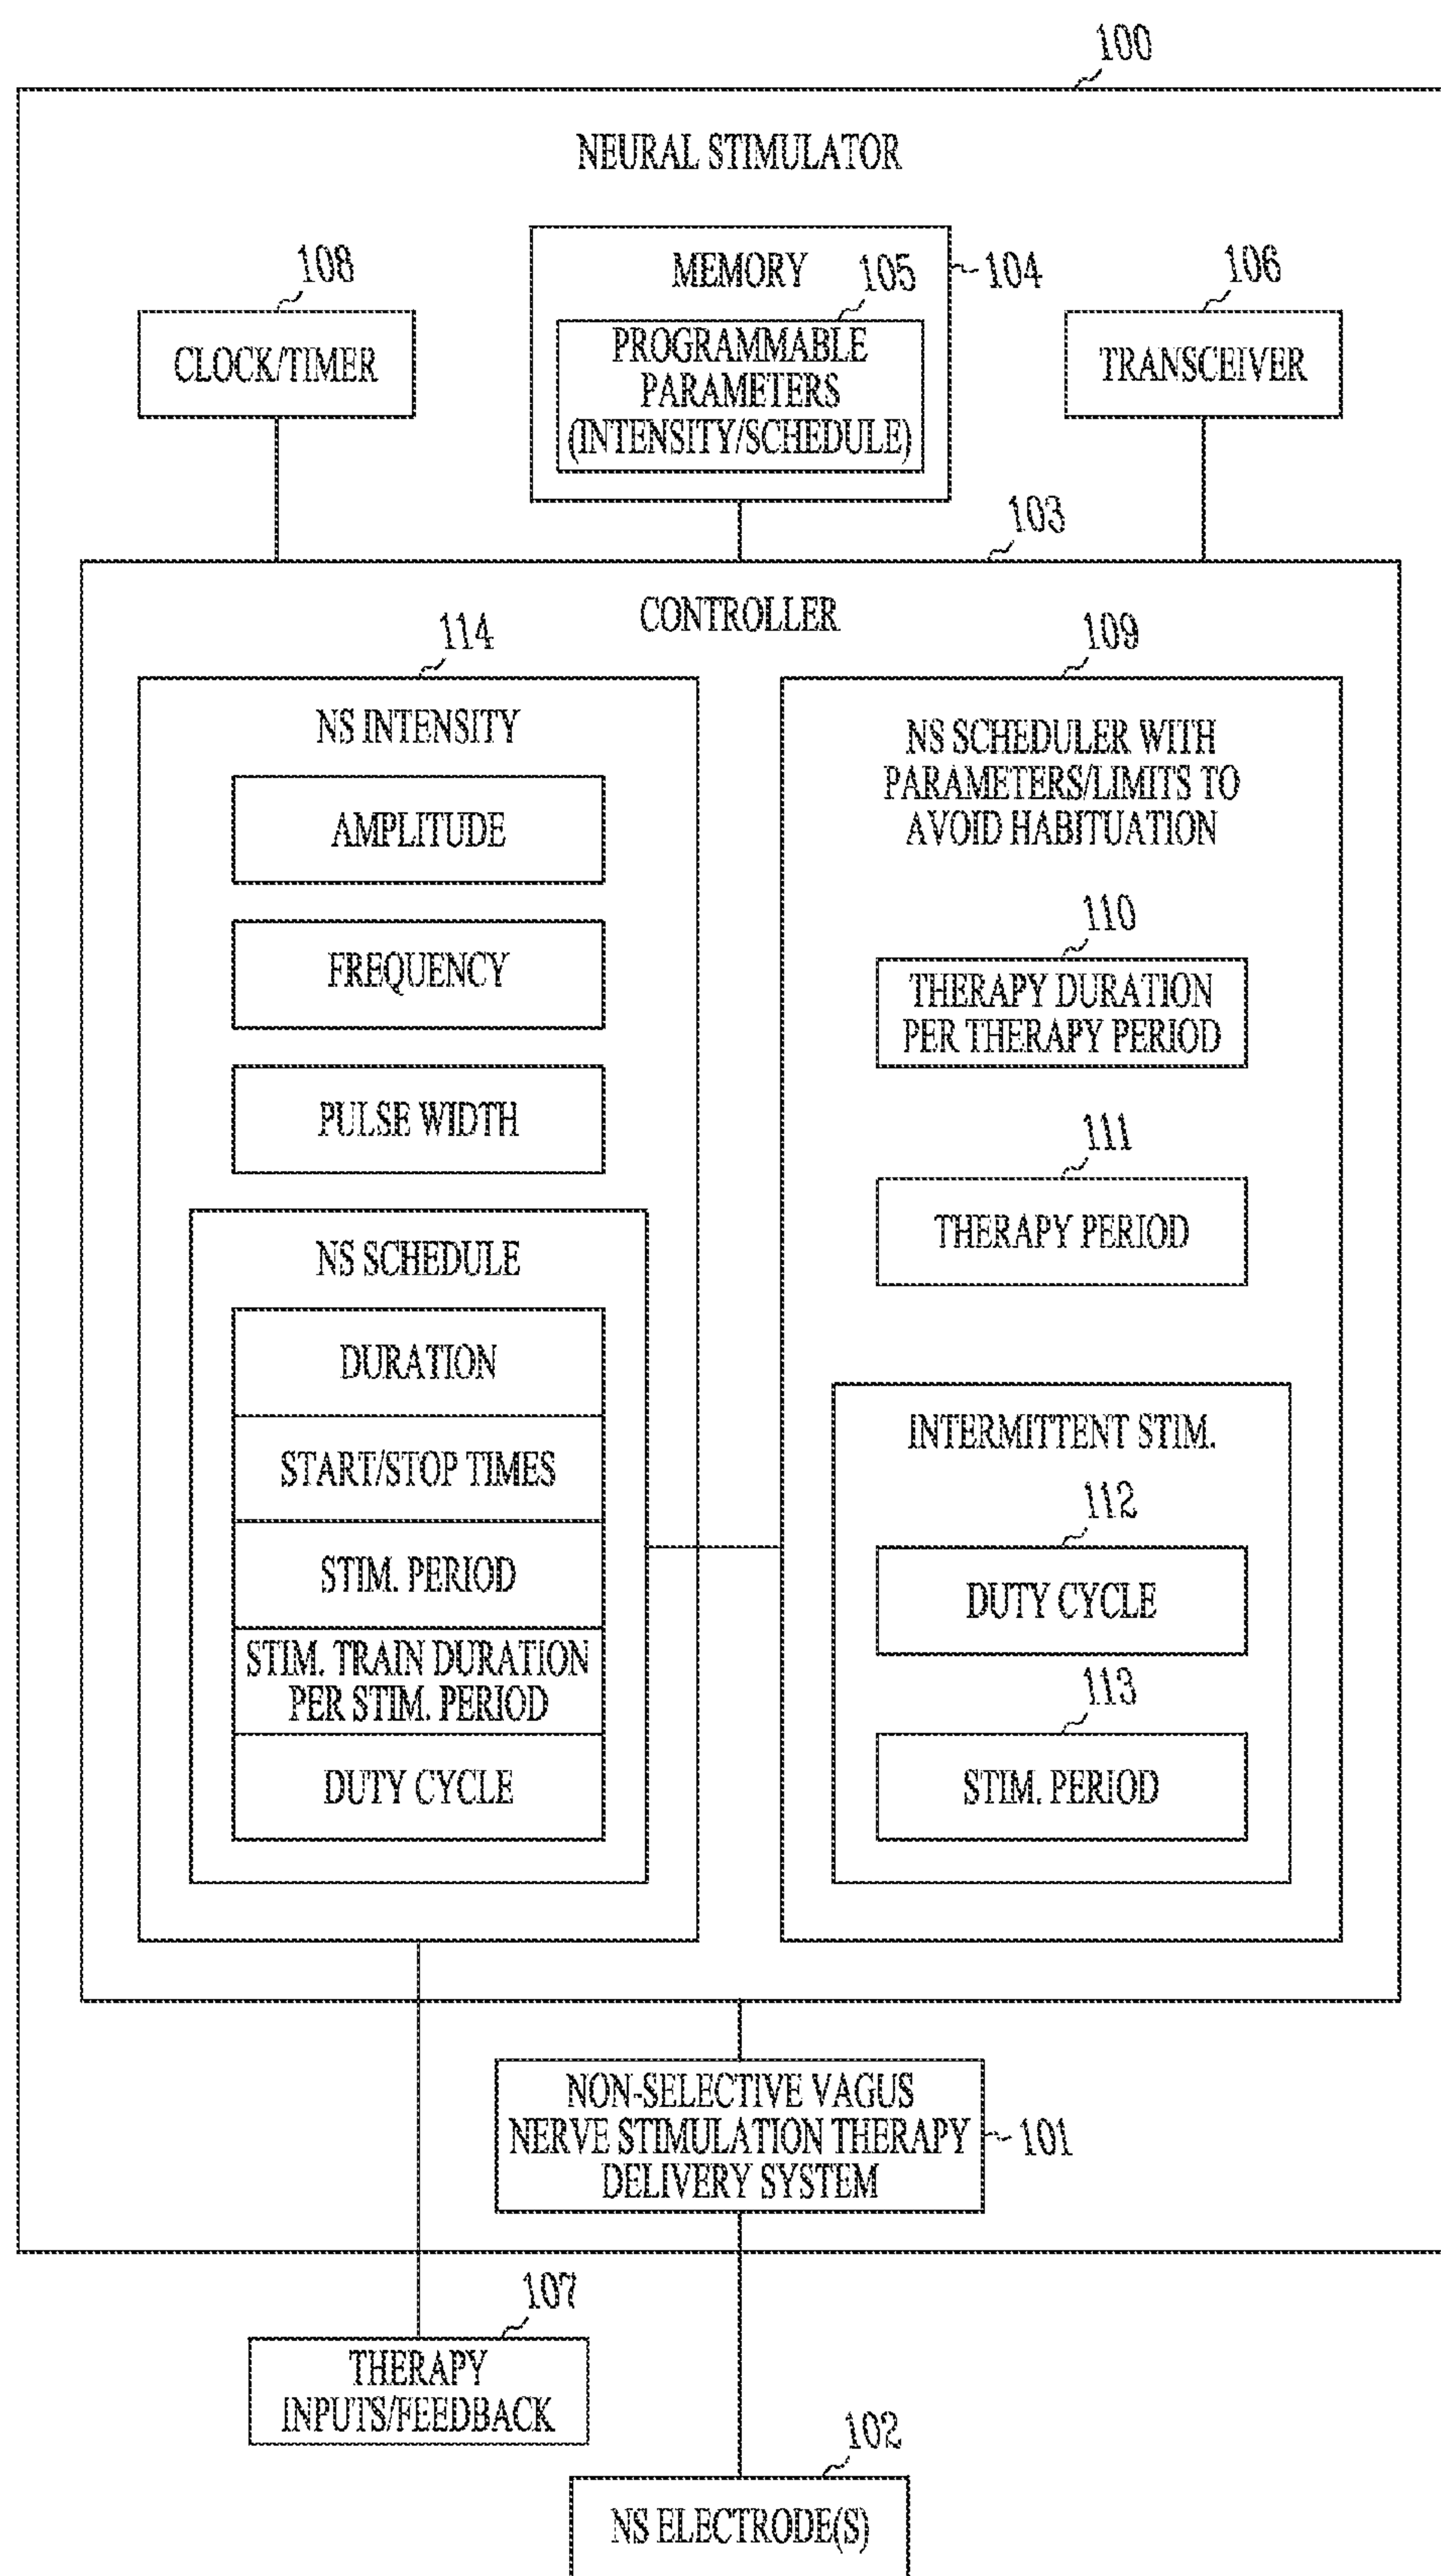 100
NEURAL STIMULATOR
108
CLOCK/TIMER
MEMORY
104
105
PROGRAMMABLE
PARAMETERS
(INTENSITY/SCHEDULE)
106
TRANSCEIVER
103
CONTROLLER
114
NS INTENSITY
AMPLITUDE
FREQUENCY
PULSE WIDTH
NS SCHEDULE
DURATION
START/STOP TIMES
STIM. PERIOD
STIM. TRAIN DURATION
PER STIM. PERIOD
DUTY CYCLE
109
NS SCHEDULER WITH
PARAMETERS/LIMITS TO
AVOID HABITUATION
110
THERAPY DURATION
PER THERAPY PERIOD
111
THERAPY PERIOD
INTERMITTENT STIM.
112
DUTY CYCLE
113
STIM. PERIOD
NON-SELECTIVE VAGUS
NERVE STIMULATION THERAPY
DELIVERY SYSTEM
101
107
THERAPY
INPUTS/FEEDBACK
102
NS ELECTRODE(S)